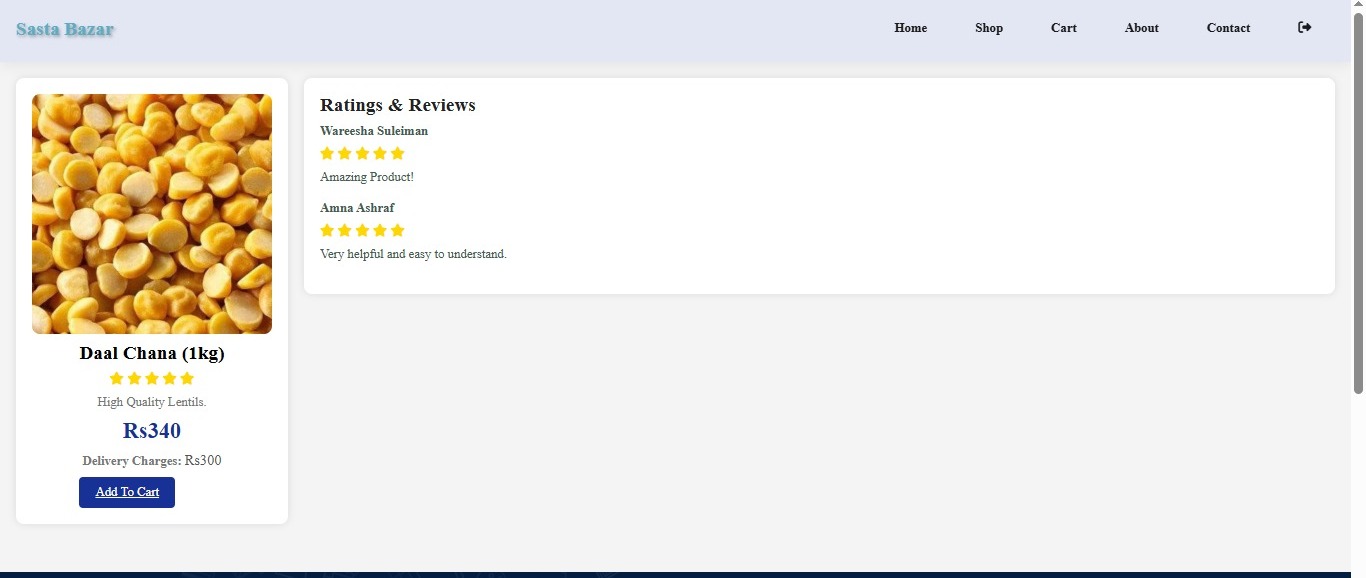 Sasta Bazar
Home Shop Cart About Contact
Daal Chana (1kg)
High Quality Lentils.
Rs340
Delivery Charges: Rs300
Add To Cart
Ratings & Reviews
Wareesha Suleiman
Amazing Product!
Amna Ashraf
Very helpful and easy to understand.